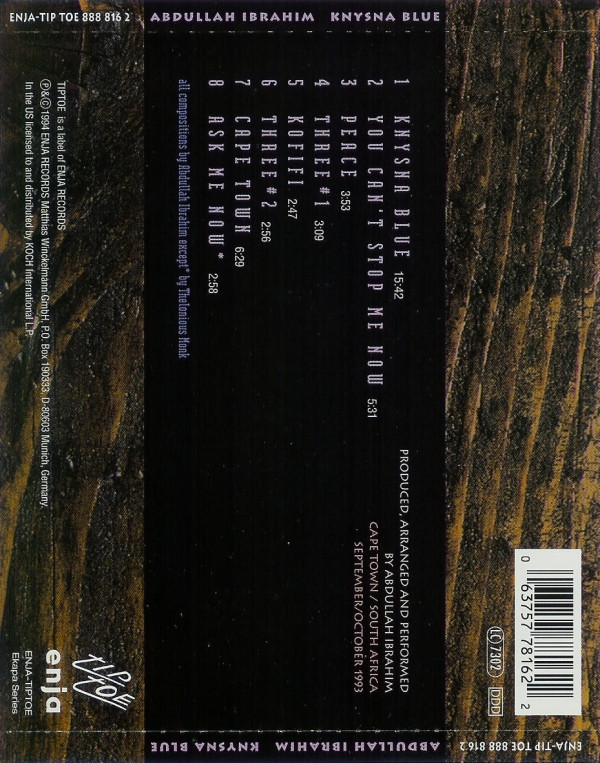 ENJA-TIP TOE 888 816 2
ABDULLAH IBRAHIM KNYSNA BLUE
1 KNYSNA BLUE 15:42
2 YOU CAN'T STOP ME NOW 5:31
3 PEACE 3:53
4 THREE #1 3:09
5 KOFIFI 2:47
6 THREE #2 2:56
7 CAPE TOWN 6:29
8 ASK ME NOW * 2:58
all compositions by Abdullah Ibrahim except* by Thelonious Monk
PRODUCED, ARRANGED AND PERFORMED
BY ABDULLAH IBRAHIM
CAPE TOWN / SOUTH AFRICA
SEPTEMBER/OCTOBER 1993
0 63757 78162 2
LC 7302
DDD
TIPTOE is a label of ENJA RECORDS
℗&©1994 ENJA RECORDS Matthias Winckelmann GmbH, P.O. Box 190333, D-80603 Munich, Germany.
In the US licensed to and distributed by KOCH International L.P.
TIPTOE
enja
ENJA-TIPTOE
Ekapa Series
ABDULLAH IBRAHIM KNYSNA BLUE
ENJA-TIP TOE 888 816 2